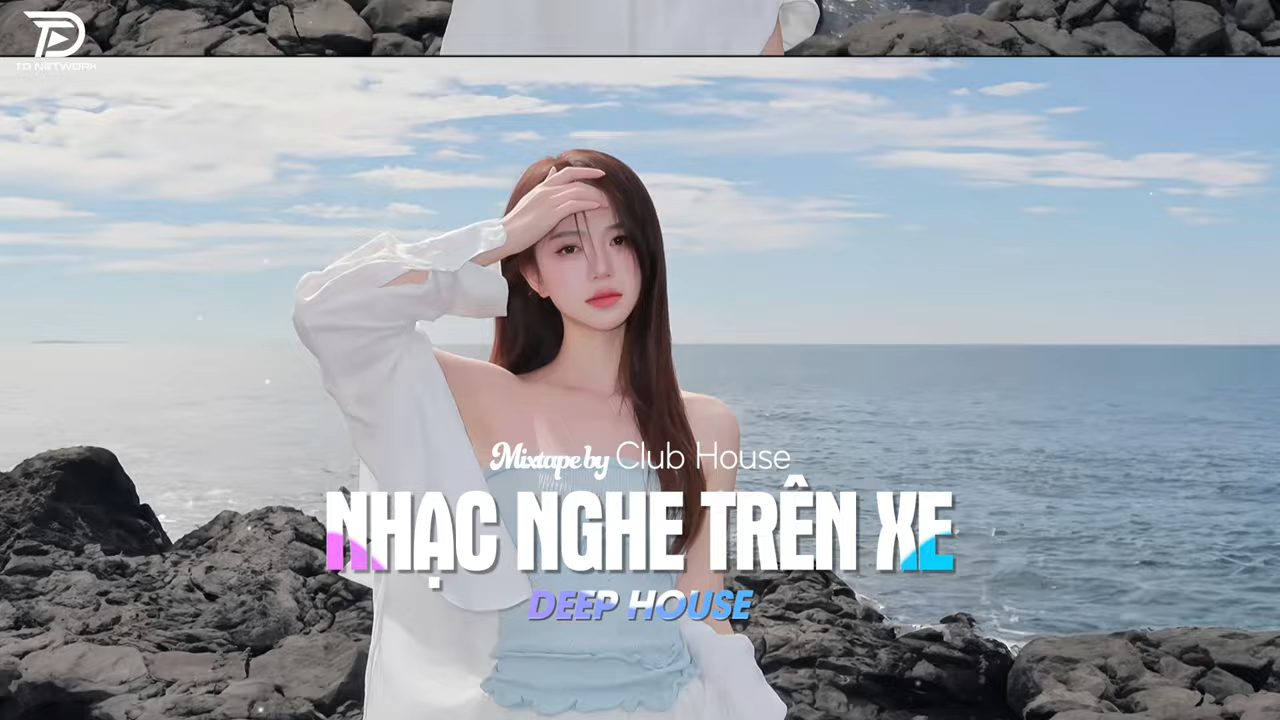 TD NETWORK
Mixtape by Club House
NHẠC NGHE TRÊN XE
DEEP HOUSE